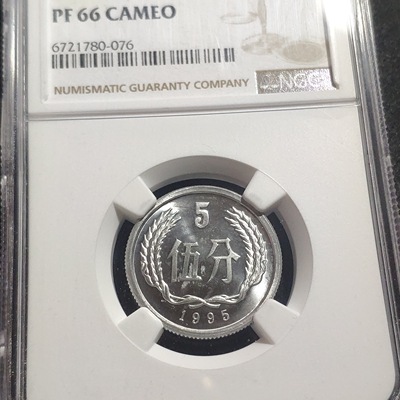 PF 66 CAMEO
6721780-076
NUMISMATIC GUARANTY COMPANY
NGC
5
伍分
1995